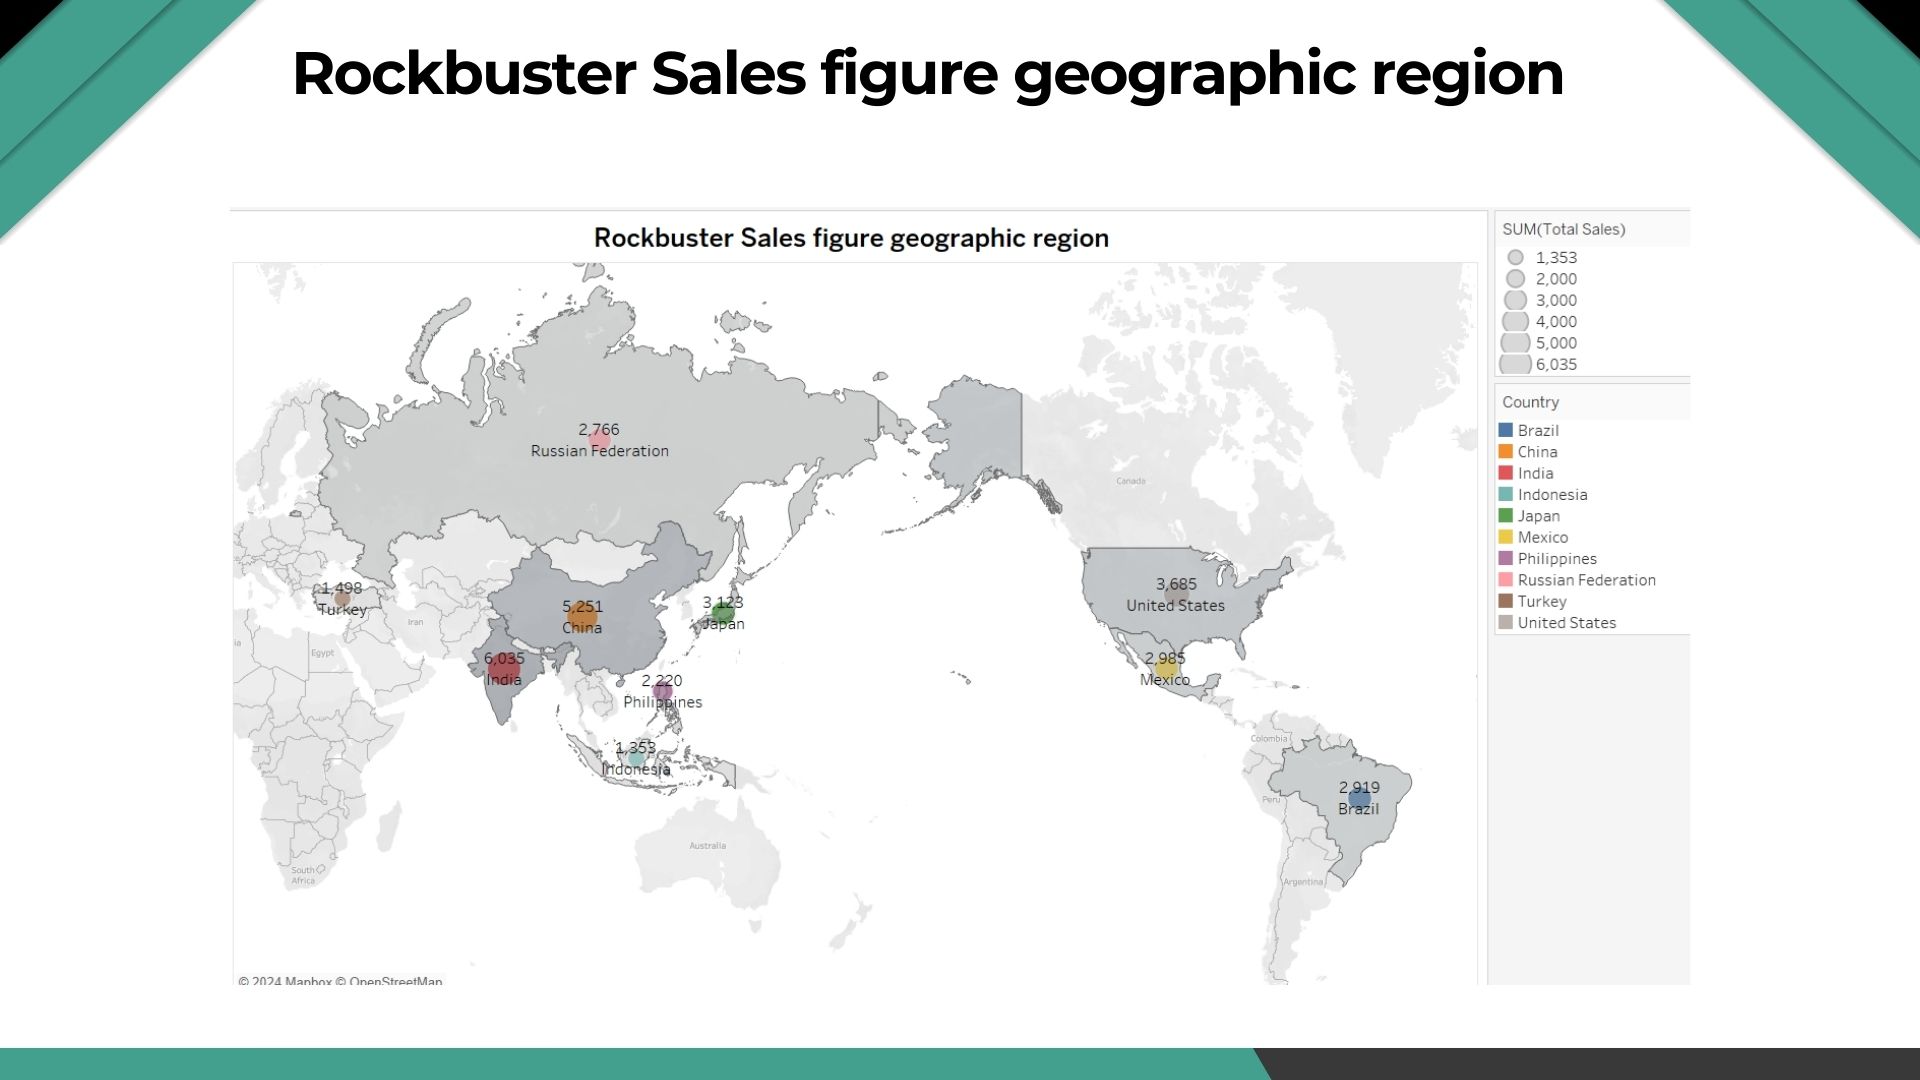 Rockbuster Sales figure geographic region
Rockbuster Sales figure geographic region
2,766
Russian Federation
Canada
1,498
Turkey
5,251
China
3,123
Japan
3,685
United States
Iran
Egypt
6,035
India
2,220
Philippines
2,985
Mexico
1,353
Indonesia
Colombia
2,919
Brazil
Peru
Australia
South
Africa
Argentina
© 2024 Mapbox © OpenStreetMap
SUM(Total Sales)
1,353
2,000
3,000
4,000
5,000
6,035
Country
Brazil
China
India
Indonesia
Japan
Mexico
Philippines
Russian Federation
Turkey
United States